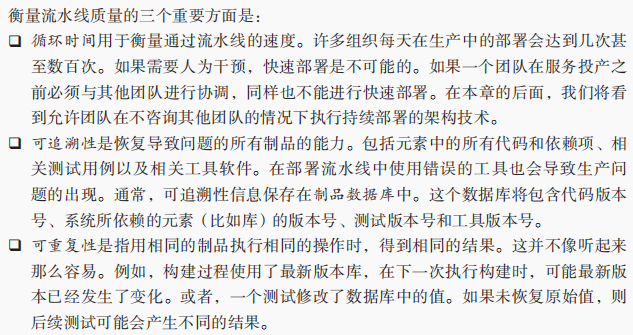 衡量流水线质量的三个重要方面是：
❏ 循环时间用于衡量通过流水线的速度。许多组织每天在生产中的部署会达到几次甚
至数百次。如果需要人为干预，快速部署是不可能的。如果一个团队在服务投产之
前必须与其他团队进行协调，同样也不能进行快速部署。在本章的后面，我们将看
到允许团队在不咨询其他团队的情况下执行持续部署的架构技术。
❏ 可追溯性是恢复导致问题的所有制品的能力。包括元素中的所有代码和依赖项、相
关测试用例以及相关工具软件。在部署流水线中使用错误的工具也会导致生产问
题的出现。通常，可追溯性信息保存在制品数据库中。这个数据库将包含代码版本
号、系统所依赖的元素（比如库）的版本号、测试版本号和工具版本号。
❏ 可重复性是指用相同的制品执行相同的操作时，得到相同的结果。这并不像听起来
那么容易。例如，构建过程使用了最新版本库，在下一次执行构建时，可能最新版
本已经发生了变化。或者，一个测试修改了数据库中的值。如果未恢复原始值，则
后续测试可能会产生不同的结果。